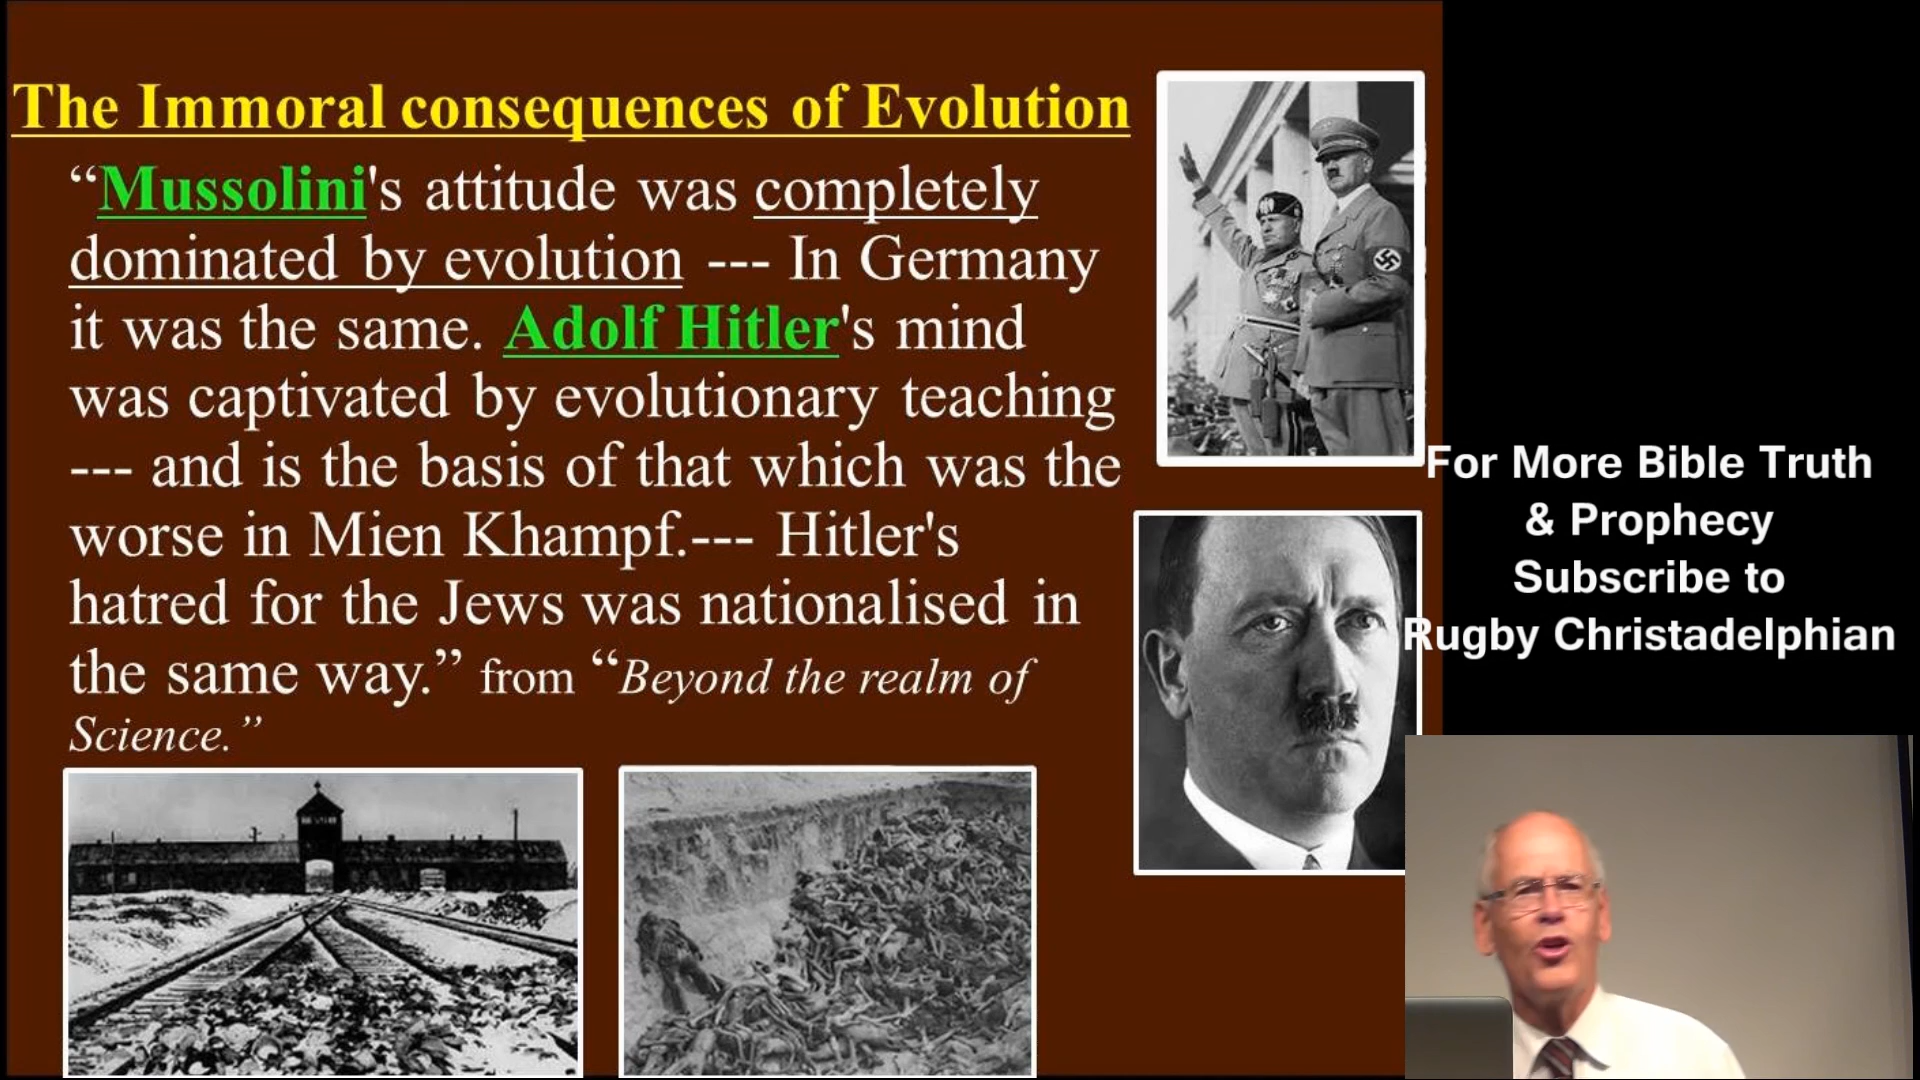 The Immoral consequences of Evolution
“Mussolini's attitude was completely
dominated by evolution --- In Germany
it was the same. Adolf Hitler's mind
was captivated by evolutionary teaching
--- and is the basis of that which was the
worse in Mien Khampf.--- Hitler's
hatred for the Jews was nationalised in
the same way.” from “Beyond the realm of
Science.”
For More Bible Truth
& Prophecy
Subscribe to
Rugby Christadelphian